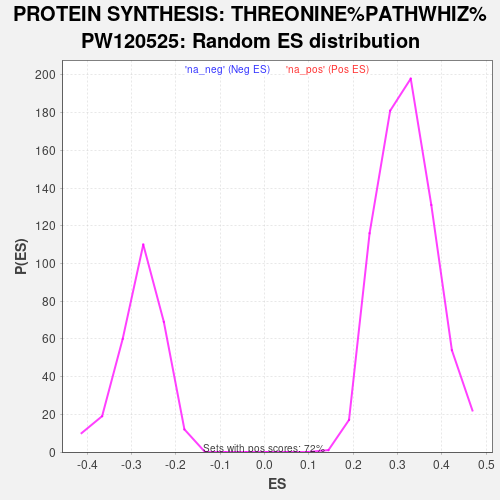 PROTEIN SYNTHESIS: THREONINE%PATHWHIZ%
PW120525: Random ES distribution
'na_neg' (Neg ES) 'na_pos' (Pos ES)
200
180
160
140
120
100
80
60
40
20
0
P(ES)
Sets with pos scores: 72%
-0.4 -0.3 -0.2 -0.1 0.0 0.1 0.2 0.3 0.4 0.5
ES